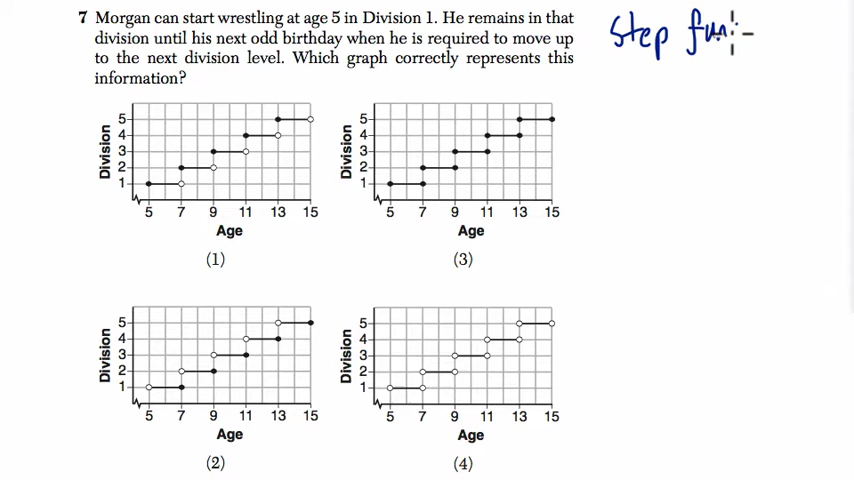 7 Morgan can start wrestling at age 5 in Division 1. He remains in that
division until his next odd birthday when he is required to move up
to the next division level. Which graph correctly represents this
information?
step
5
4
3
2
1
Division
5 7 9 11 13 15
Age
(1)
5
4
3
2
1
Division
5 7 9 11 13 15
Age
(3)
5
4
3
2
1
Division
5 7 9 11 13 15
Age
(2)
5
4
3
2
1
Division
5 7 9 11 13 15
Age
(4)